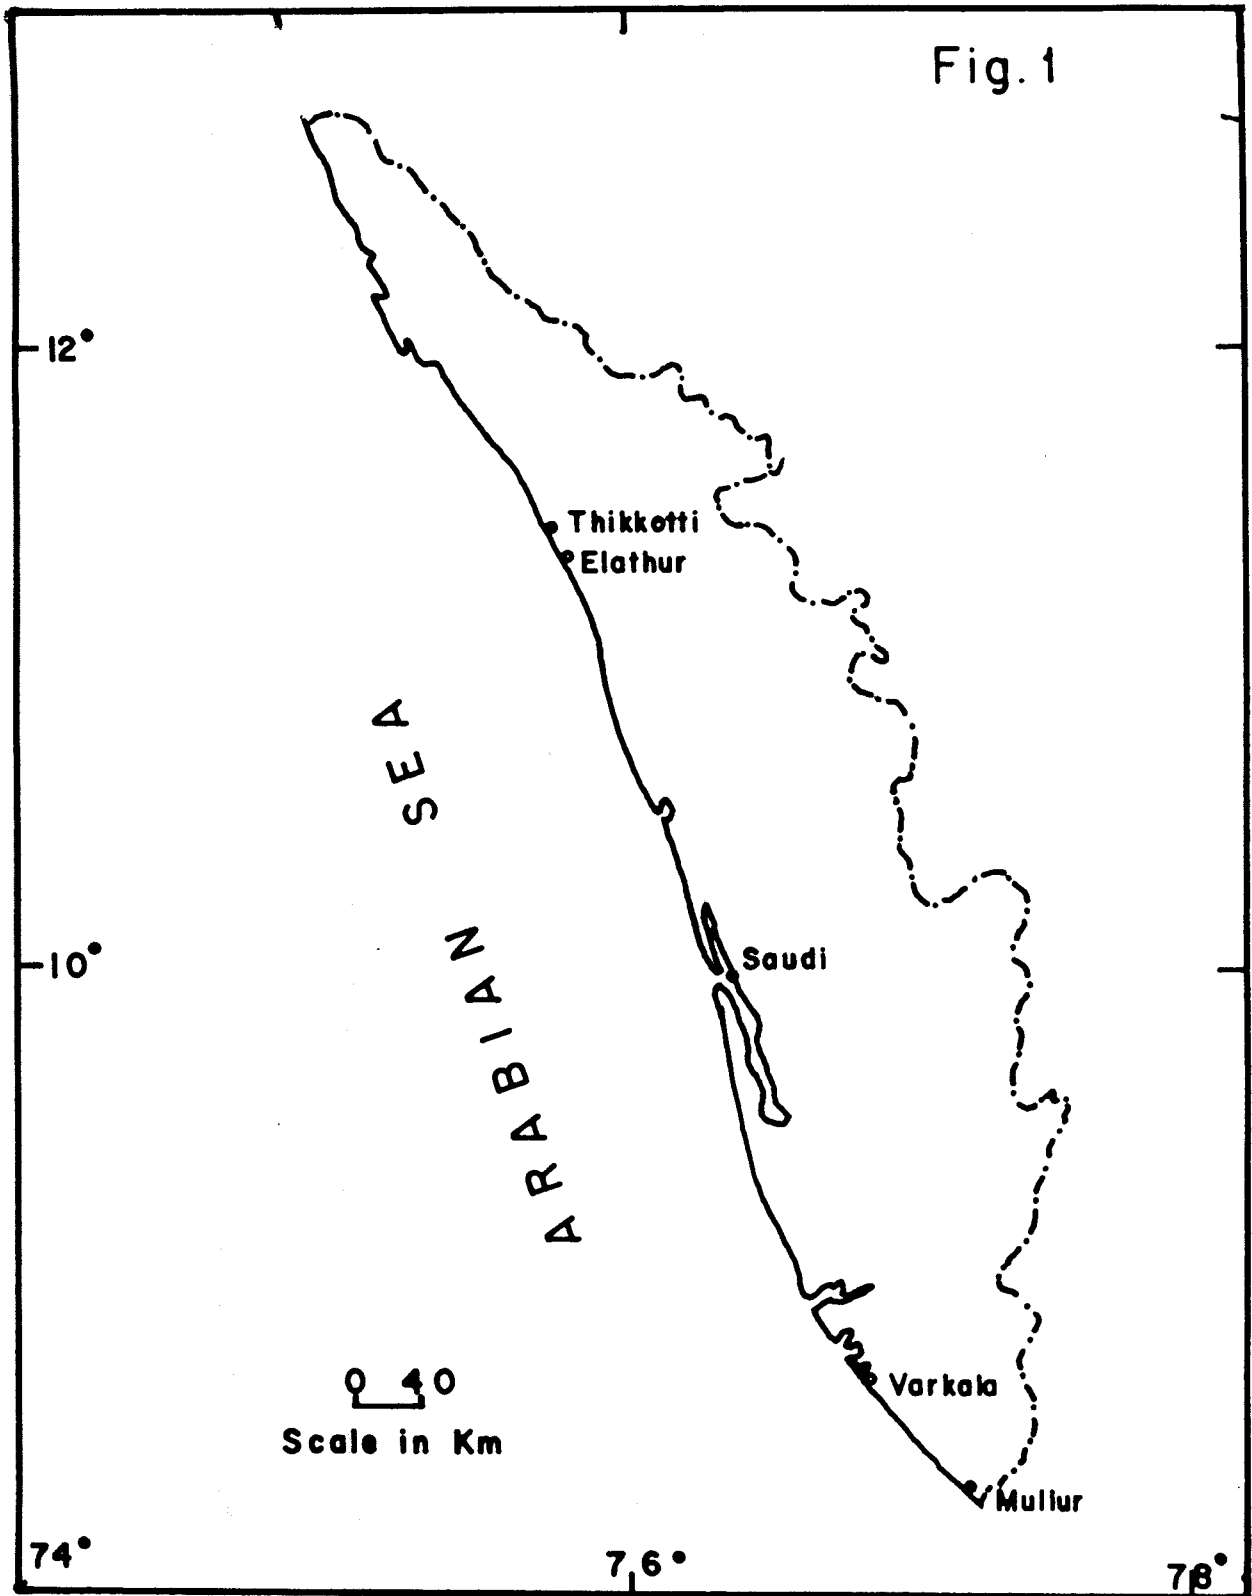 Fig. 1
12°
Thikkotti
Elathur
ARABIAN SEA
10°
Saudi
0 40
Scale in Km
Varkala
Mullur
74°
76°
78°